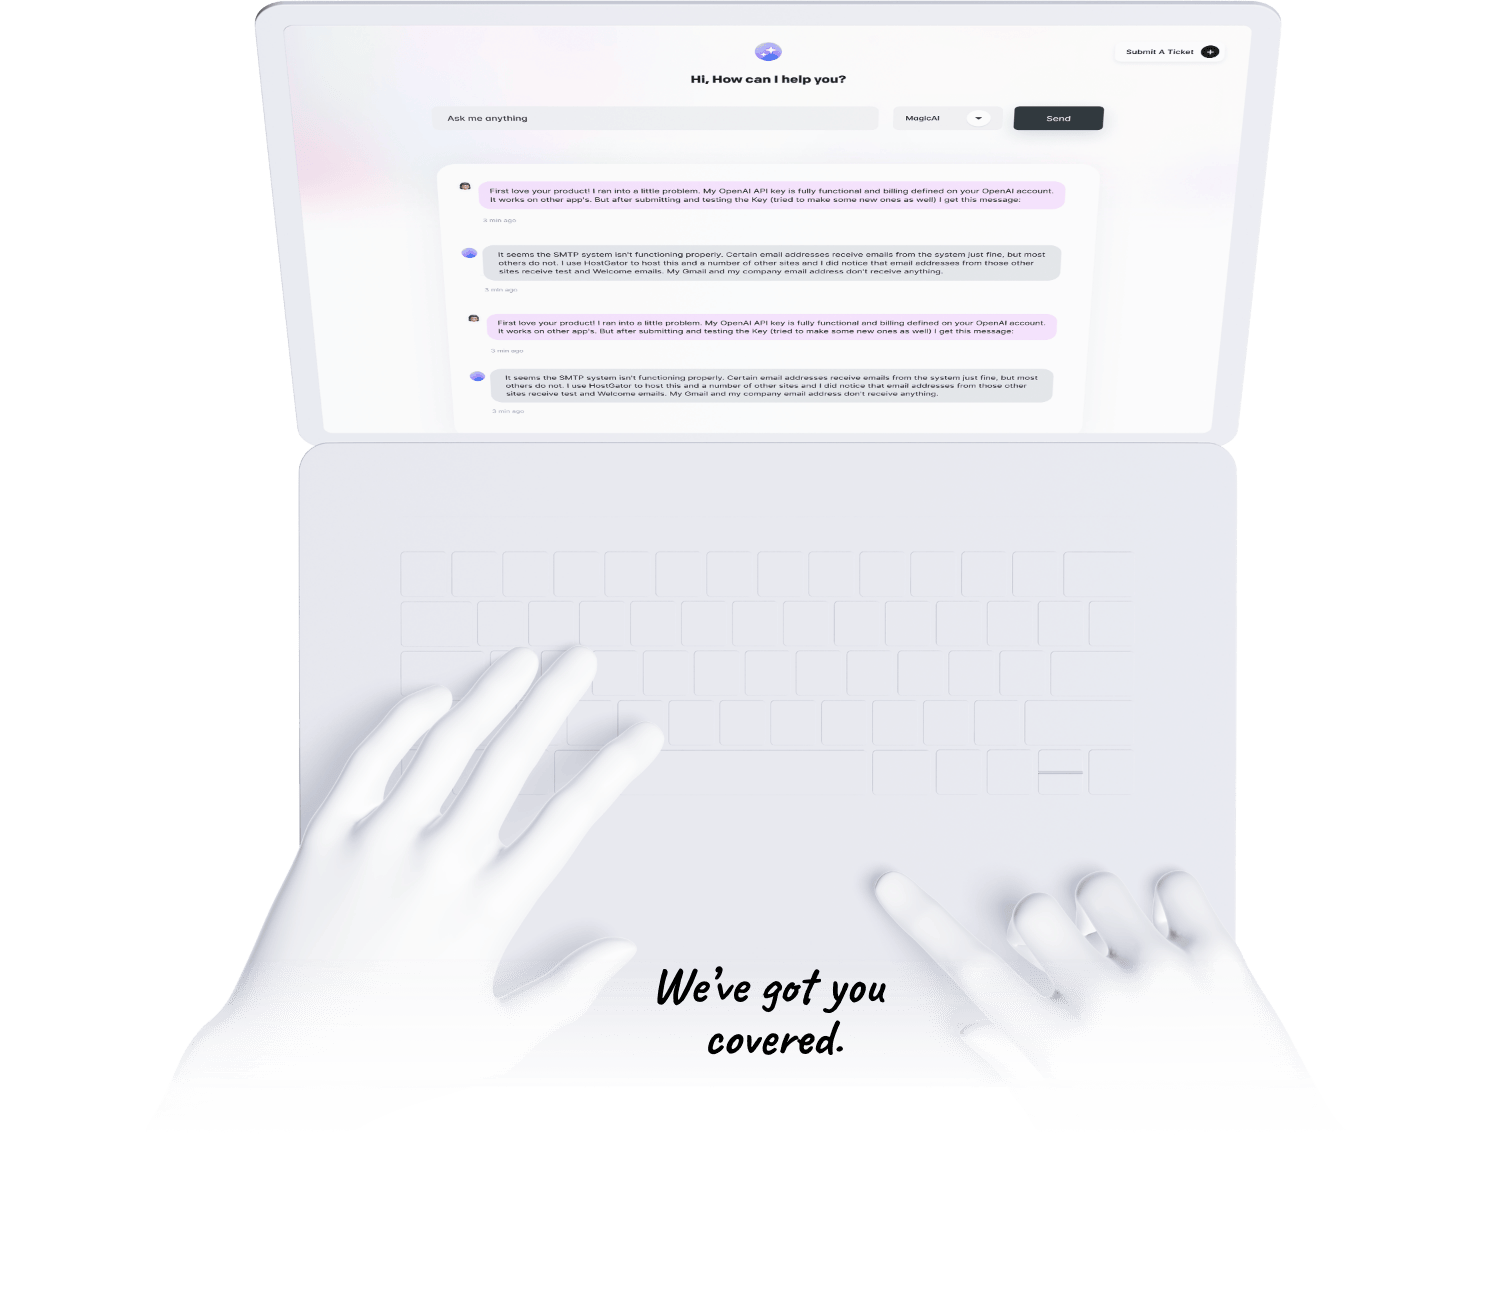 Submit A Ticket
Hi, How can I help you?
Ask me anything
MagicAI
Send
First love your product! I ran into a little problem. My OpenAI API key is fully functional and billing defined on your OpenAI account.
It works on other app's. But after submitting and testing the Key (tried to make some new ones as well) I get this message:
3 min ago
It seems the SMTP system isn't functioning properly. Certain email addresses receive emails from the system just fine, but most
others do not. I use HostGator to host this and a number of other sites and I did notice that email addresses from those other
sites receive test and Welcome emails. My Gmail and my company email address don't receive anything.
3 min ago
First love your product! I ran into a little problem. My OpenAI API key is fully functional and billing defined on your OpenAI account.
It works on other app's. But after submitting and testing the Key (tried to make some new ones as well) I get this message:
3 min ago
It seems the SMTP system isn't functioning properly. Certain email addresses receive emails from the system just fine, but most
others do not. I use HostGator to host this and a number of other sites and I did notice that email addresses from those other
sites receive test and Welcome emails. My Gmail and my company email address don't receive anything.
3 min ago
We've got you
covered.